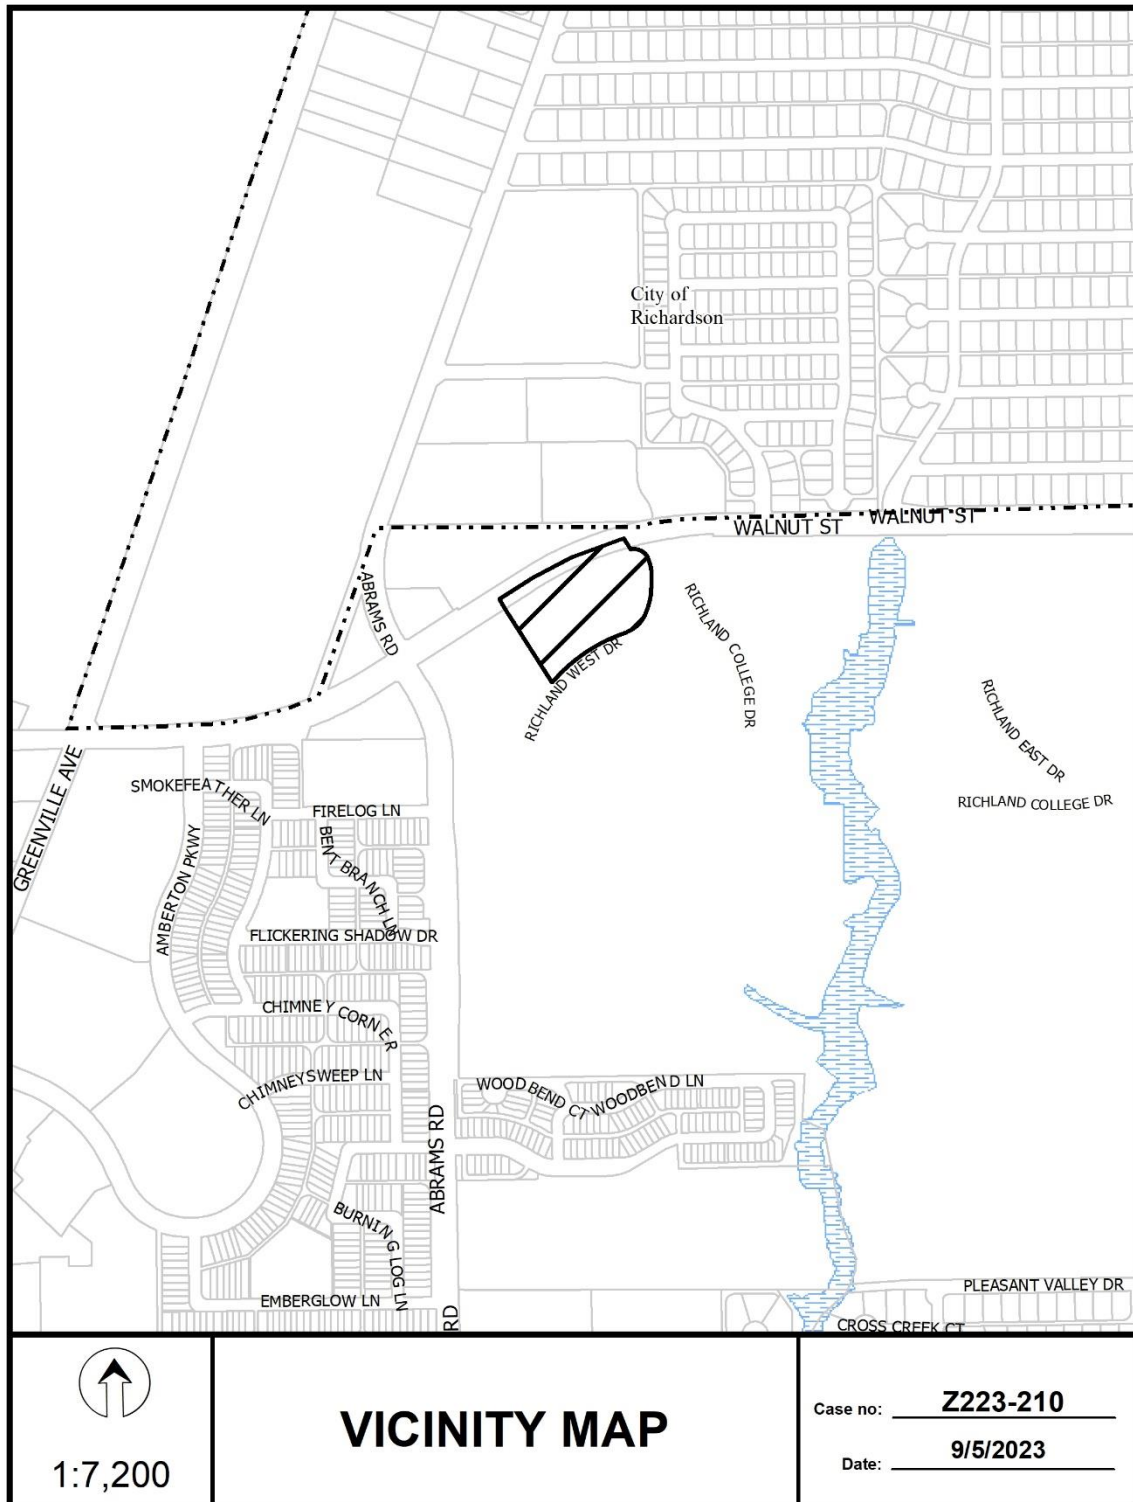 City of
Richardson
WALNUT ST
WALNUT ST
ABRAMS RD
RICHLAND WEST DR
RICHLAND COLLEGE DR
RICHLAND EAST DR
RICHLAND COLLEGE DR
GREENVILLE AVE
SMOKEFEATHER LN
FIRELOG LN
AMBERTON PKWY
BENT BRANCH LN
FLICKERING SHADOW DR
CHIMNEY CORNER
CHIMNEYSWEEP LN
WOODBEND CT
WOODBEND LN
ABRAMS RD
BURNING LOG LN
EMBERGLOW LN
RD
PLEASANT VALLEY DR
CROSS CREEK CT
1:7,200
VICINITY MAP
Case no: Z223-210
Date: 9/5/2023